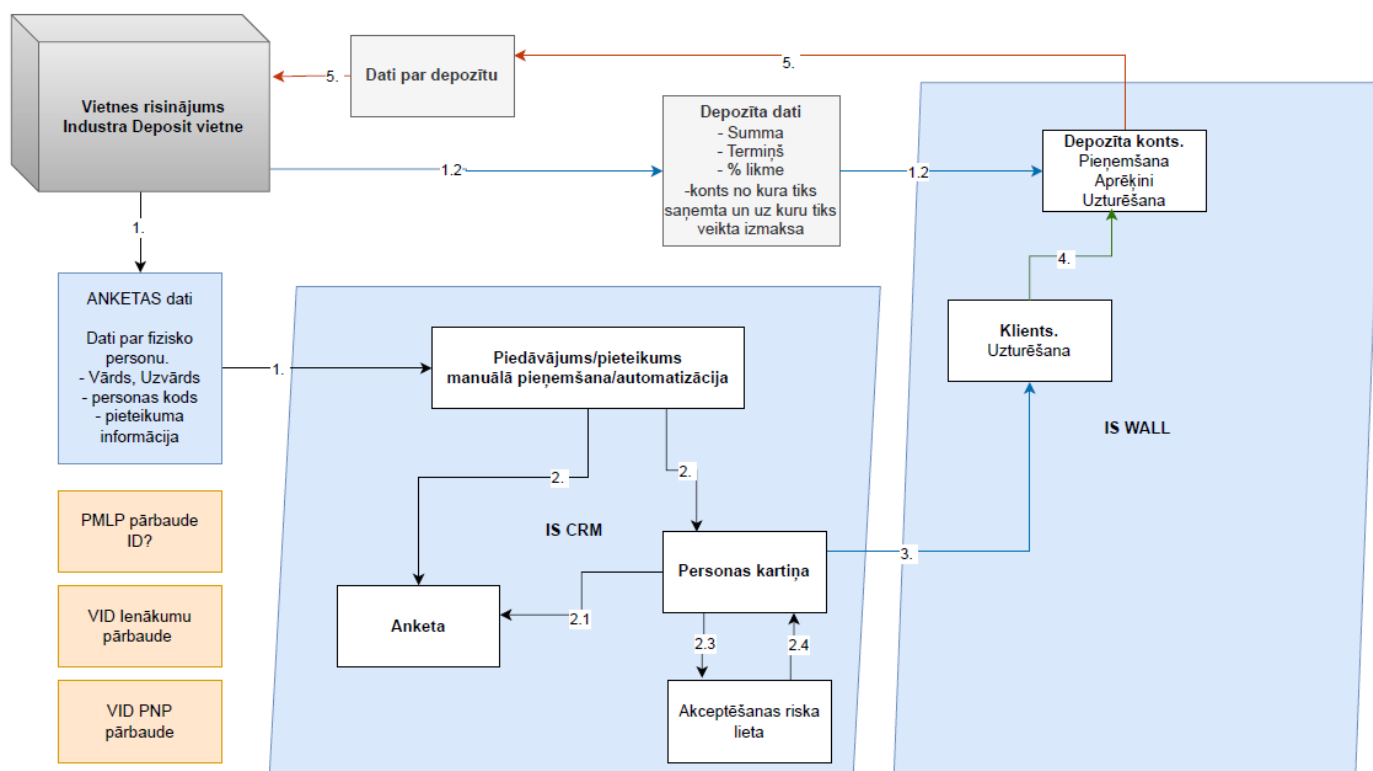 Vietnes risinājums
Industra Deposit vietne
5.
Dati par depozītu
5.
1.2
Depozīta dati
- Summa
- Termiņš
- % likme
-konts no kura tiks
saņemta un uz kuru tiks
veikta izmaksa
1.2
Depozīta konts.
Pieņemšana
Aprēķini
Uzturēšana
1.
4.
ANKETAS dati
Dati par fizisko
personu.
- Vārds, Uzvārds
- personas kods
- pieteikuma
informācija
1.
Piedāvājums/pieteikums
manuālā pieņemšana/automatizācija
Klients.
Uzturēšana
IS WALL
2.
2.
IS CRM
PMLP pārbaude
ID?
Personas kartiņa
3.
VID Ienākumu
pārbaude
Anketa
2.1
2.3
2.4
VID PNP
pārbaude
Akceptēšanas riska
lieta